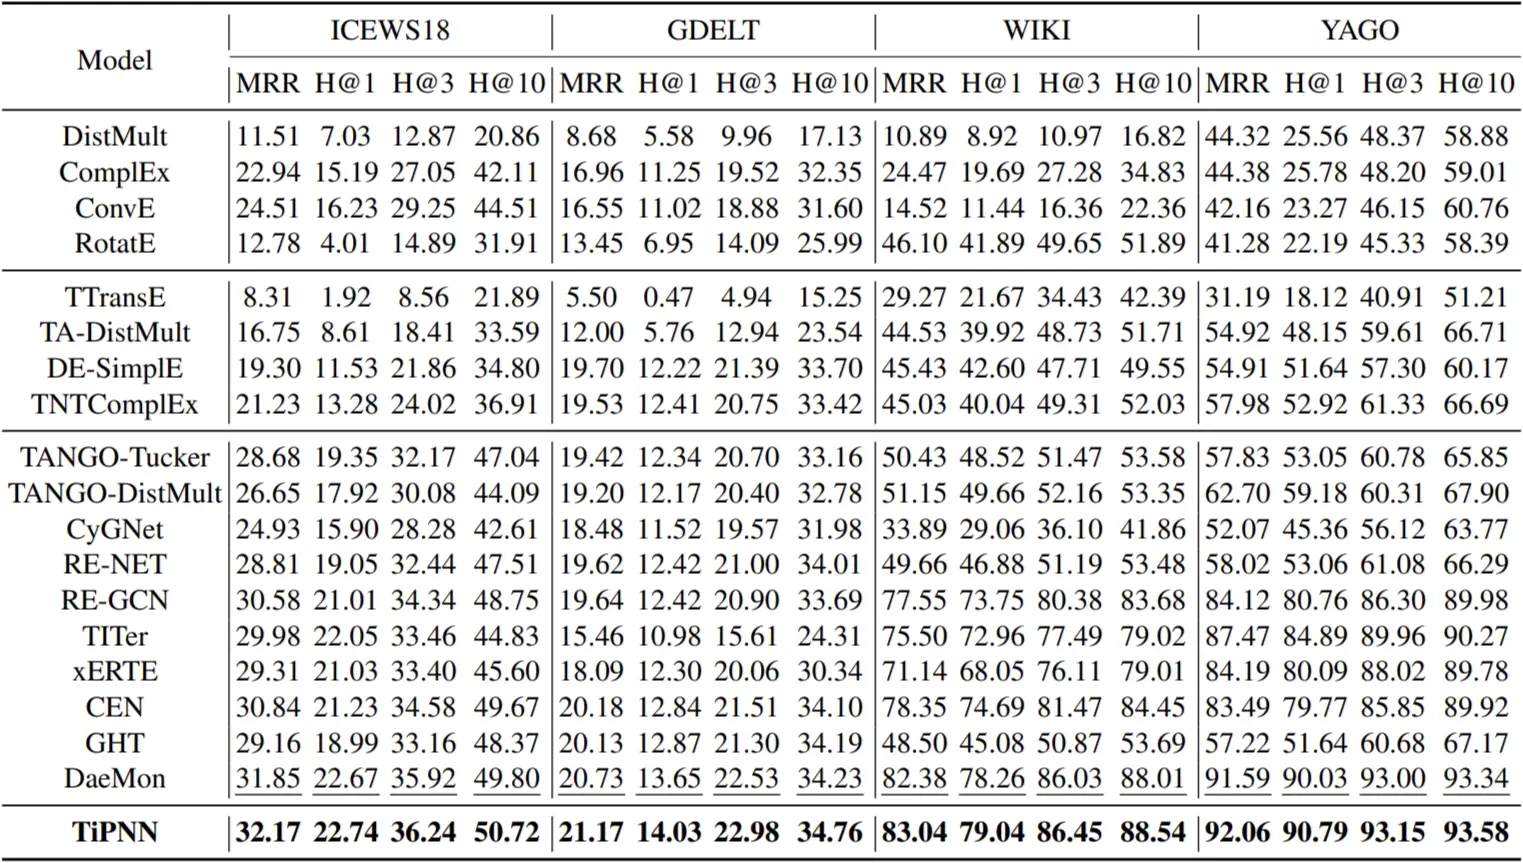 Model ICEWS18 GDELT WIKI YAGO
MRR H@1 H@3 H@10 MRR H@1 H@3 H@10 MRR H@1 H@3 H@10 MRR H@1 H@3 H@10
DistMult 11.51 7.03 12.87 20.86 8.68 5.58 9.96 17.13 10.89 8.92 10.97 16.82 44.32 25.56 48.37 58.88
ComplEx 22.94 15.19 27.05 42.11 16.96 11.25 19.52 32.35 24.47 19.69 27.28 34.83 44.38 25.78 48.20 59.01
ConvE 24.51 16.23 29.25 44.51 16.55 11.02 18.88 31.60 14.52 11.44 16.36 22.36 42.16 23.27 46.15 60.76
RotatE 12.78 4.01 14.89 31.91 13.45 6.95 14.09 25.99 46.10 41.89 49.65 51.89 41.28 22.19 45.33 58.39
TTransE 8.31 1.92 8.56 21.89 5.50 0.47 4.94 15.25 29.27 21.67 34.43 42.39 31.19 18.12 40.91 51.21
TA-DistMult 16.75 8.61 18.41 33.59 12.00 5.76 12.94 23.54 44.53 39.92 48.73 51.71 54.92 48.15 59.61 66.71
DE-SimplE 19.30 11.53 21.86 34.80 19.70 12.22 21.39 33.70 45.43 42.60 47.71 49.55 54.91 51.64 57.30 60.17
TNTComplEx 21.23 13.28 24.02 36.91 19.53 12.41 20.75 33.42 45.03 40.04 49.31 52.03 57.98 52.92 61.33 66.69
TANGO-Tucker 28.68 19.35 32.17 47.04 19.42 12.34 20.70 33.16 50.43 48.52 51.47 53.58 57.83 53.05 60.78 65.85
TANGO-DistMult 26.65 17.92 30.08 44.09 19.20 12.17 20.40 32.78 51.15 49.66 52.16 53.35 62.70 59.18 60.31 67.90
CyGNet 24.93 15.90 28.28 42.61 18.48 11.52 19.57 31.98 33.89 29.06 36.10 41.86 52.07 45.36 56.12 63.77
RE-NET 28.81 19.05 32.44 47.51 19.62 12.42 21.00 34.01 49.66 46.88 51.19 53.48 58.02 53.06 61.08 66.29
RE-GCN 30.58 21.01 34.34 48.75 19.64 12.42 20.90 33.69 77.55 73.75 80.38 83.68 84.12 80.76 86.30 89.98
TITer 29.98 22.05 33.46 44.83 15.46 10.98 15.61 24.31 75.50 72.96 77.49 79.02 87.47 84.89 89.96 90.27
xERTE 29.31 21.03 33.40 45.60 18.09 12.30 20.06 30.34 71.14 68.05 76.11 79.01 84.19 80.09 88.02 89.78
CEN 30.84 21.23 34.58 49.67 20.18 12.84 21.51 34.10 78.35 74.69 81.47 84.45 83.49 79.77 85.85 89.92
GHT 29.16 18.99 33.16 48.37 20.13 12.87 21.30 34.19 48.50 45.08 50.87 53.69 57.22 51.64 60.68 67.17
DaeMon 31.85 22.67 35.92 49.80 20.73 13.65 22.53 34.23 82.38 78.26 86.03 88.01 91.59 90.03 93.00 93.34
TiPNN 32.17 22.74 36.24 50.72 21.17 14.03 22.98 34.76 83.04 79.04 86.45 88.54 92.06 90.79 93.15 93.58